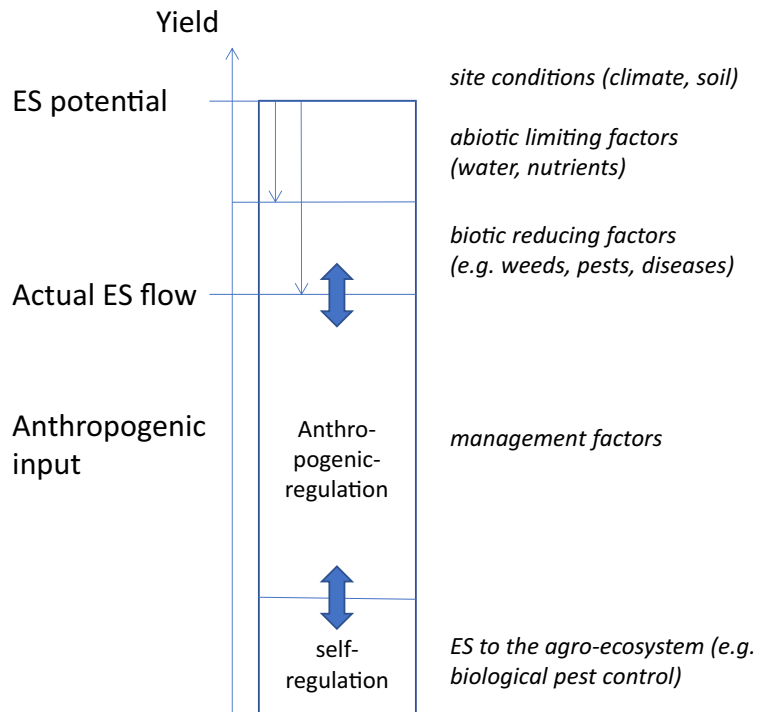 Yield
ES potential
site conditions (climate, soil)
abiotic limiting factors
(water, nutrients)
biotic reducing factors
(e.g. weeds, pests, diseases)
Actual ES flow
Anthropogenic
input
Anthro-
pogenic-
regulation
management factors
self-
regulation
ES to the agro-ecosystem (e.g.
biological pest control)